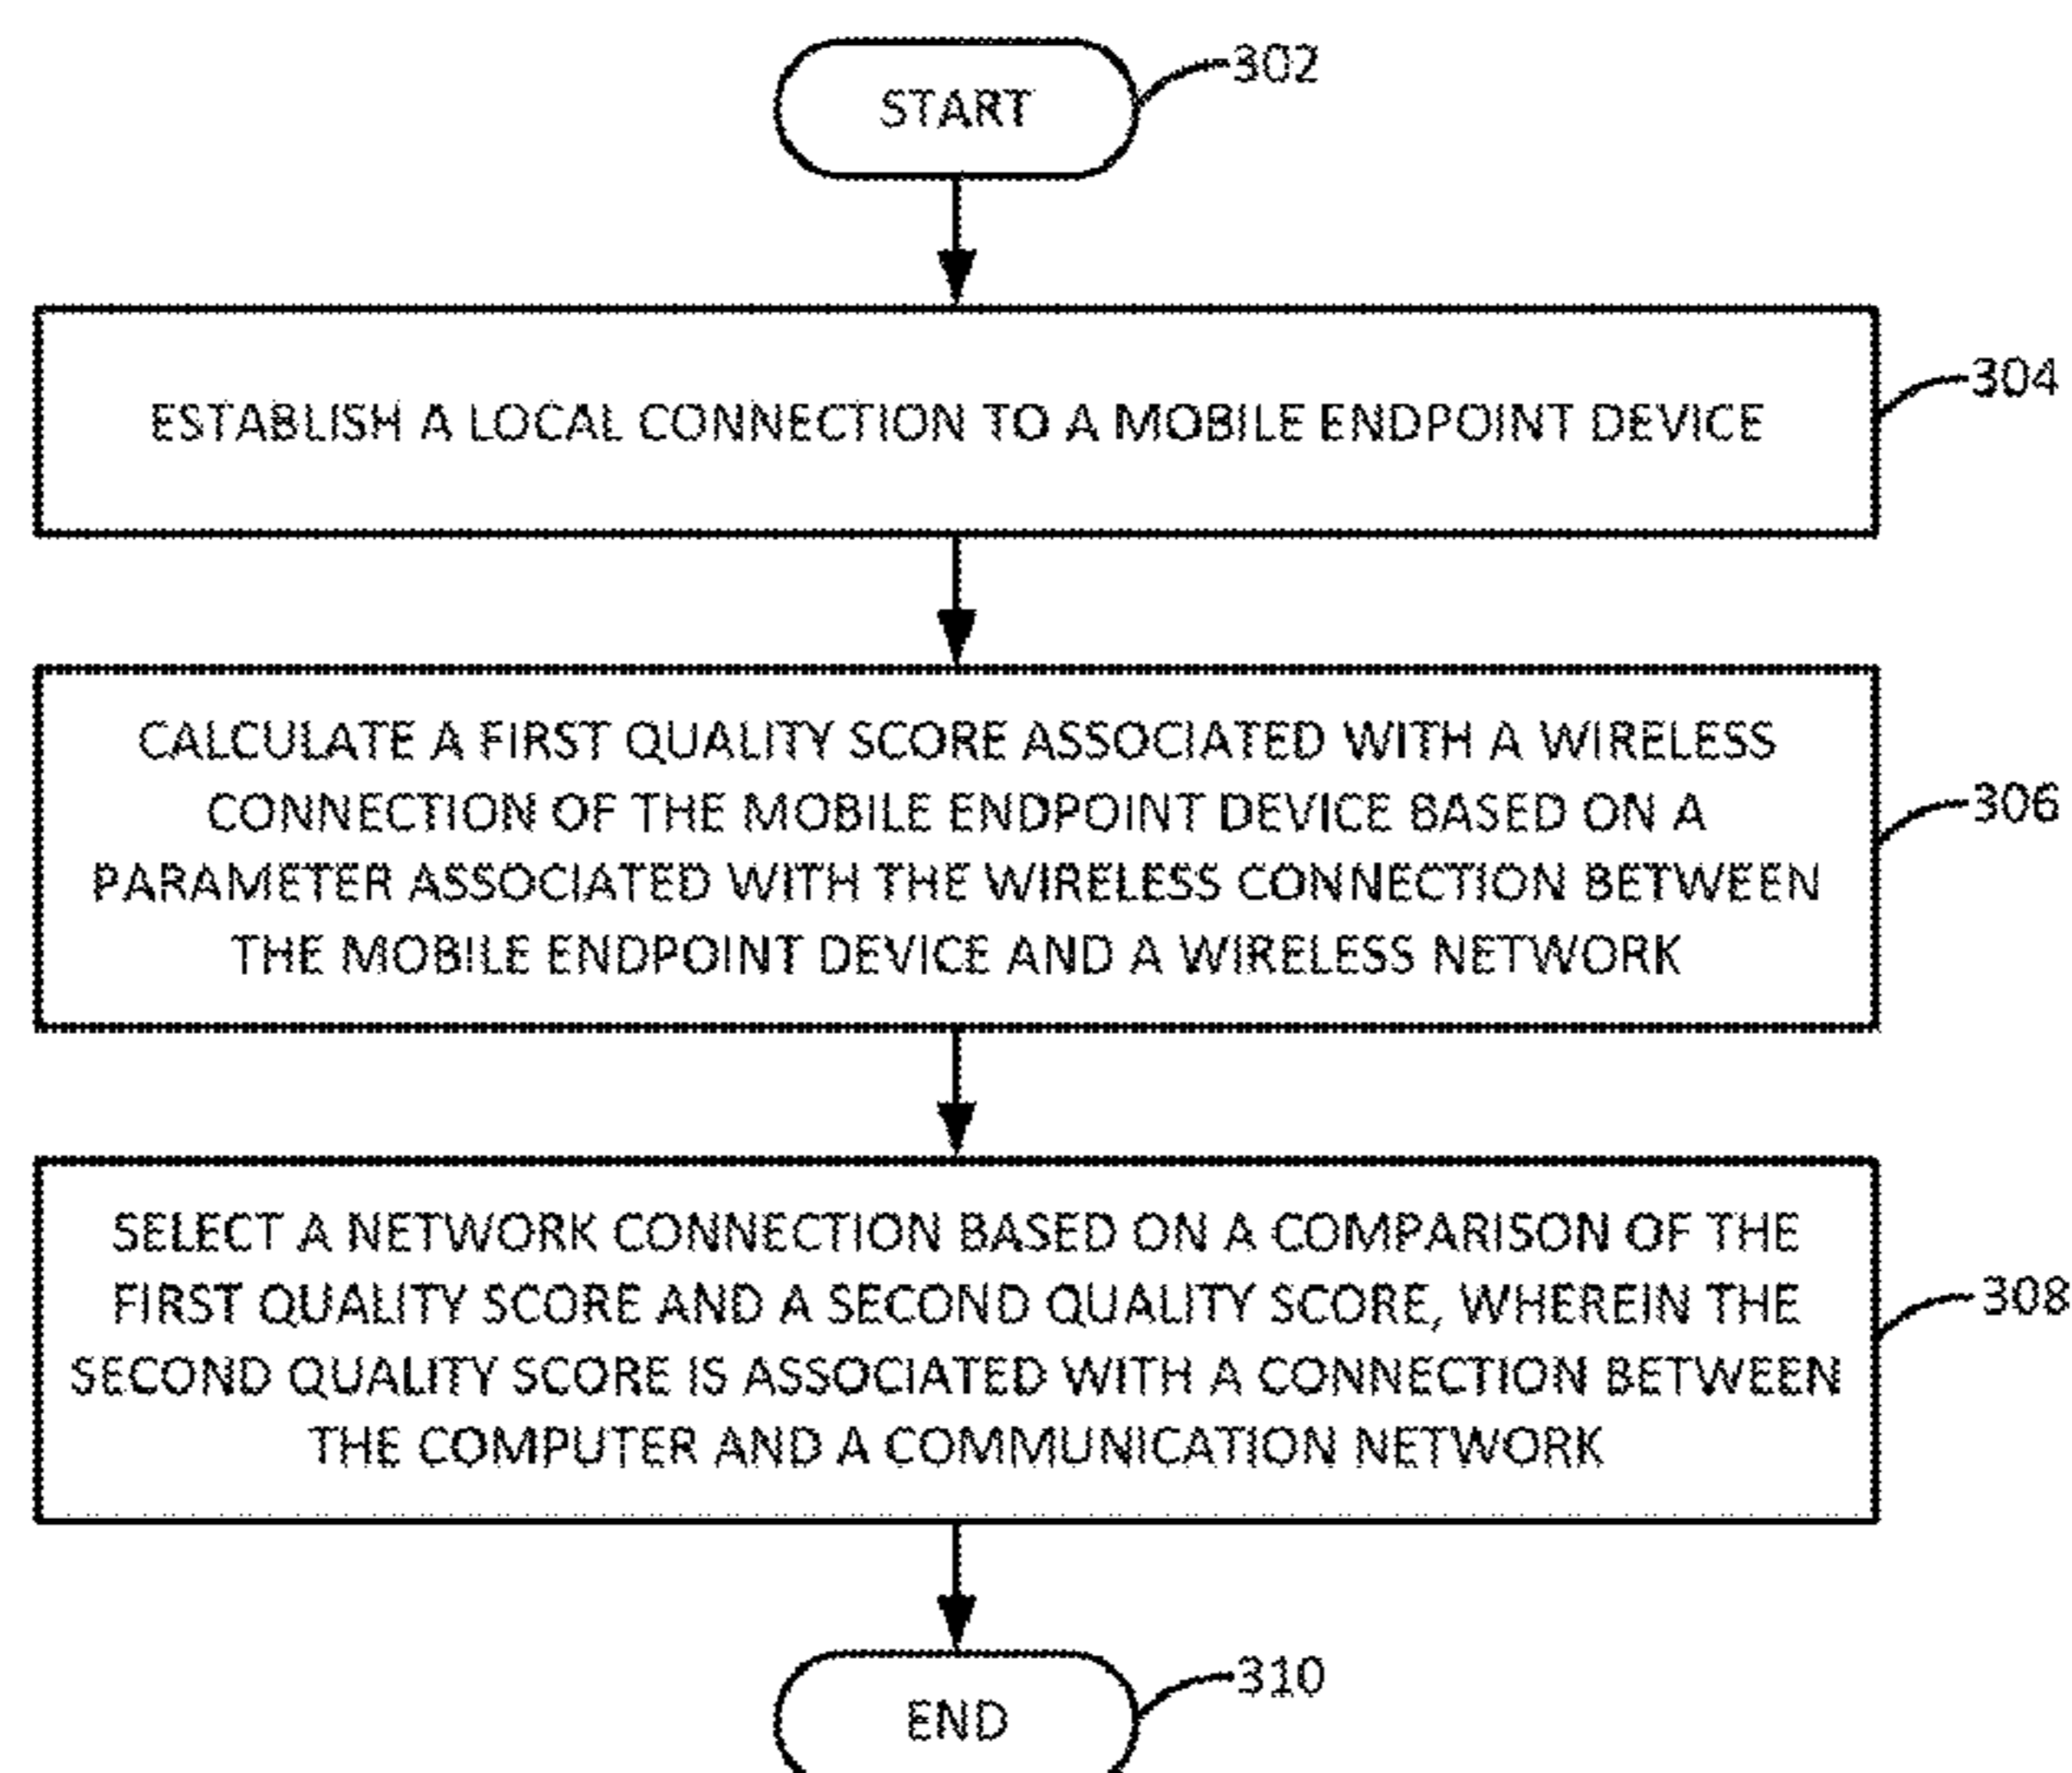 START
302
ESTABLISH A LOCAL CONNECTION TO A MOBILE ENDPOINT DEVICE
304
CALCULATE A FIRST QUALITY SCORE ASSOCIATED WITH A WIRELESS
CONNECTION OF THE MOBILE ENDPOINT DEVICE BASED ON A
PARAMETER ASSOCIATED WITH THE WIRELESS CONNECTION BETWEEN
THE MOBILE ENDPOINT DEVICE AND A WIRELESS NETWORK
306
SELECT A NETWORK CONNECTION BASED ON A COMPARISON OF THE
FIRST QUALITY SCORE AND A SECOND QUALITY SCORE, WHEREIN THE
SECOND QUALITY SCORE IS ASSOCIATED WITH A CONNECTION BETWEEN
THE COMPUTER AND A COMMUNICATION NETWORK
308
END
310